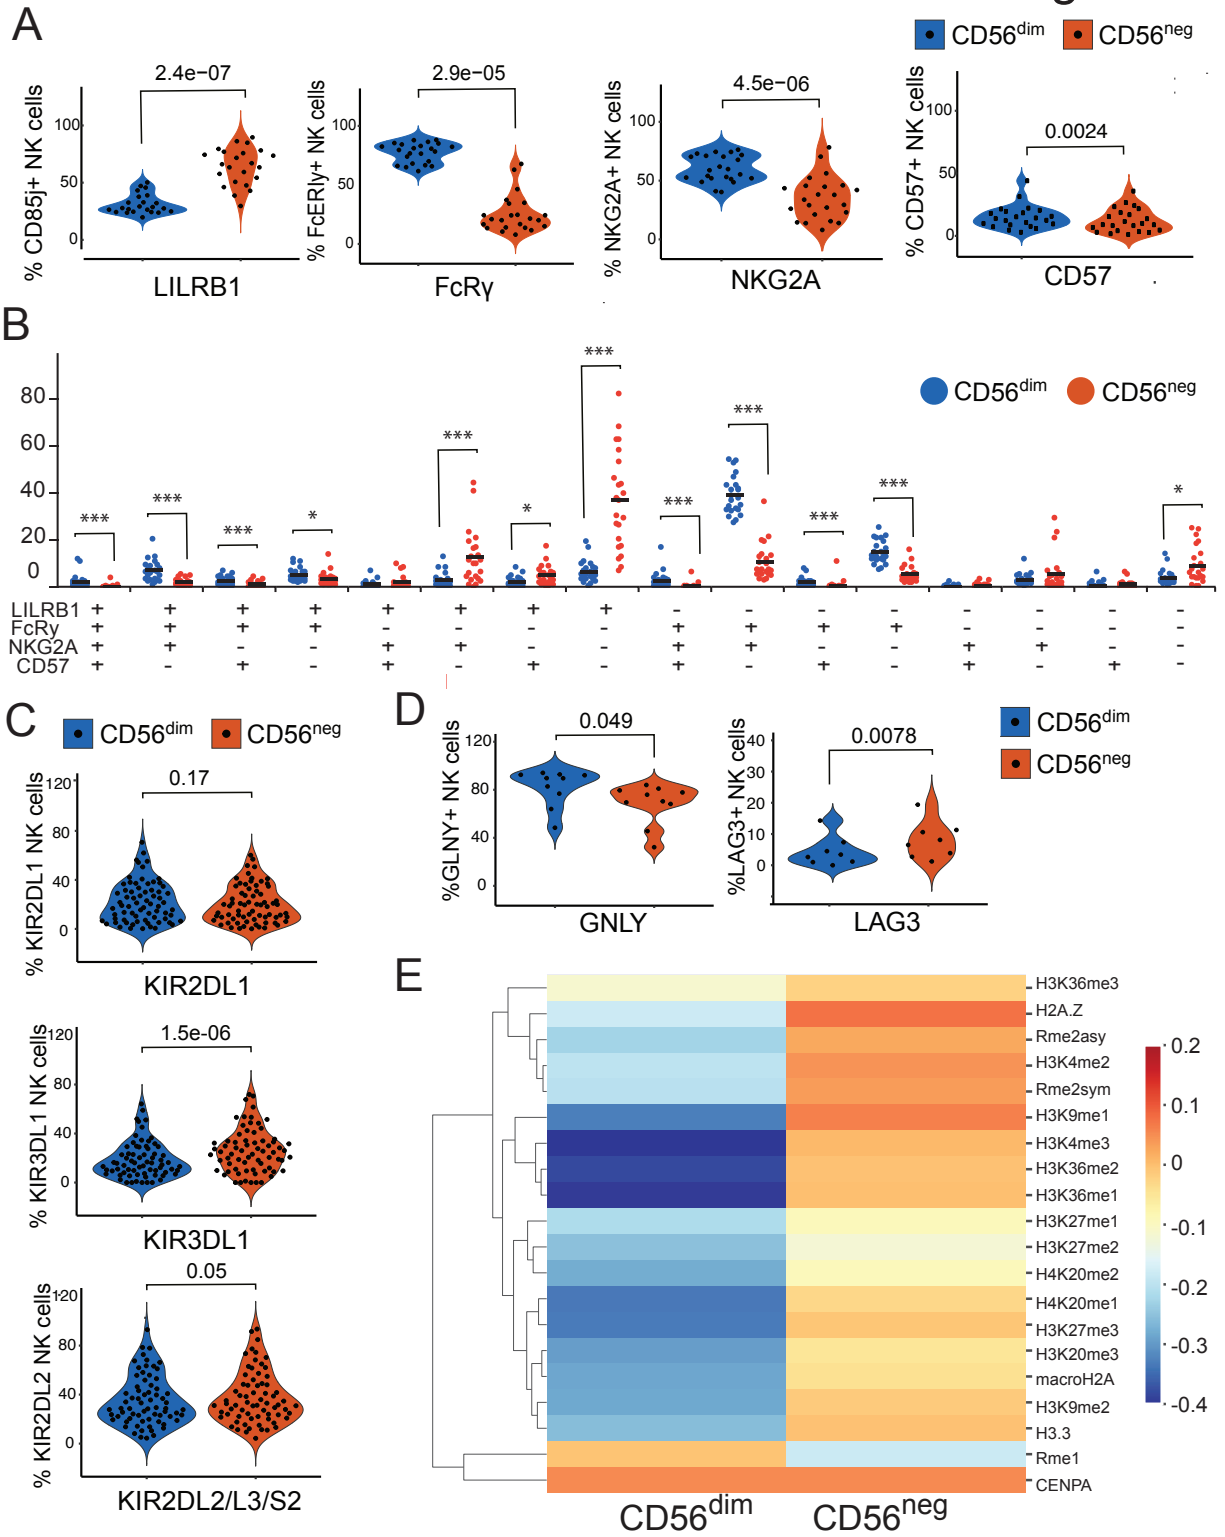 A
CD56dim CD56neg
2.4e−07
% CD85j+ NK cells
100
50
0
LILRB1
2.9e−05
% FcERIy+ NK cells
100
50
0
FcRγ
4.5e−06
% NKG2A+ NK cells
100
50
0
NKG2A
0.0024
% CD57+ NK cells
100
50
0
CD57
B
CD56dim CD56neg
80
60
40
20
0
*** *** *** * *** * *** *** *** *** *** *
LILRB1 + + + + - + + + - - - - - - - -
FcRy + + + + - - - - + + + + - - - -
NKG2A + + - - + + - - + + - - + + - -
CD57 + - + - + - + - + - + - + - + -
C
CD56dim CD56neg
0.17
% KIR2DL1 NK cells
120
80
40
0
KIR2DL1
1.5e-06
% KIR3DL1 NK cells
120
80
40
0
KIR3DL1
0.05
% KIR2DL2 NK cells
120
80
40
0
KIR2DL2/L3/S2
D
CD56dim
CD56neg
0.049
%GLNY+ NK cells
120
80
40
0
GNLY
0.0078
%LAG3+ NK cells
40
30
20
10
0
LAG3
E
H3K36me3
H2A.Z
Rme2asy
H3K4me2
Rme2sym
H3K9me1
H3K4me3
H3K36me2
H3K36me1
H3K27me1
H3K27me2
H4K20me2
H4K20me1
H3K27me3
H3K20me3
macroH2A
H3K9me2
H3.3
Rme1
CENPA
0.2
0.1
0
-0.1
-0.2
-0.3
-0.4
CD56dim CD56neg